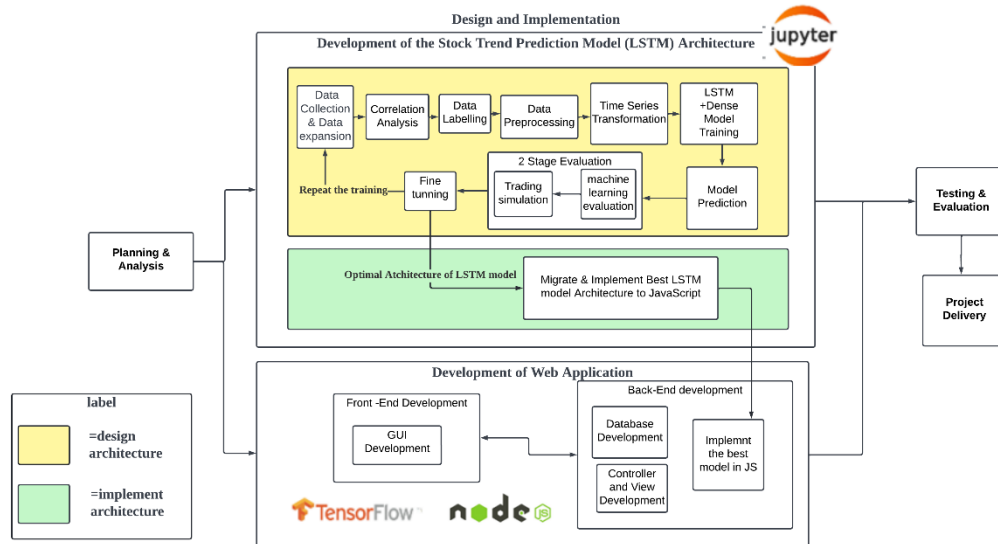 Design and Implementation
jupyter
Development of the Stock Trend Prediction Model (LSTM) Architecture
Data
Collection
& Data
expansion
Correlation
Analysis
Data
Labelling
Data
Preprocessing
Time Series
Transformation
LSTM
+Dense
Model
Training
2 Stage Evaluation
Repeat the training
Fine
tunning
Trading
simulation
machine
learning
evaluation
Model
Prediction
Planning &
Analysis
Testing &
Evaluation
Optimal Atchitecture of LSTM model
Migrate & Implement Best LSTM
model Architecture to JavaScript
Project
Delivery
Development of Web Application
label
=design
architecture
=implement
architecture
Front -End Development
GUI
Development
Back-End development
Database
Development
Controller
and View
Development
Implemnt
the best
model in JS
TensorFlow™
node
JS